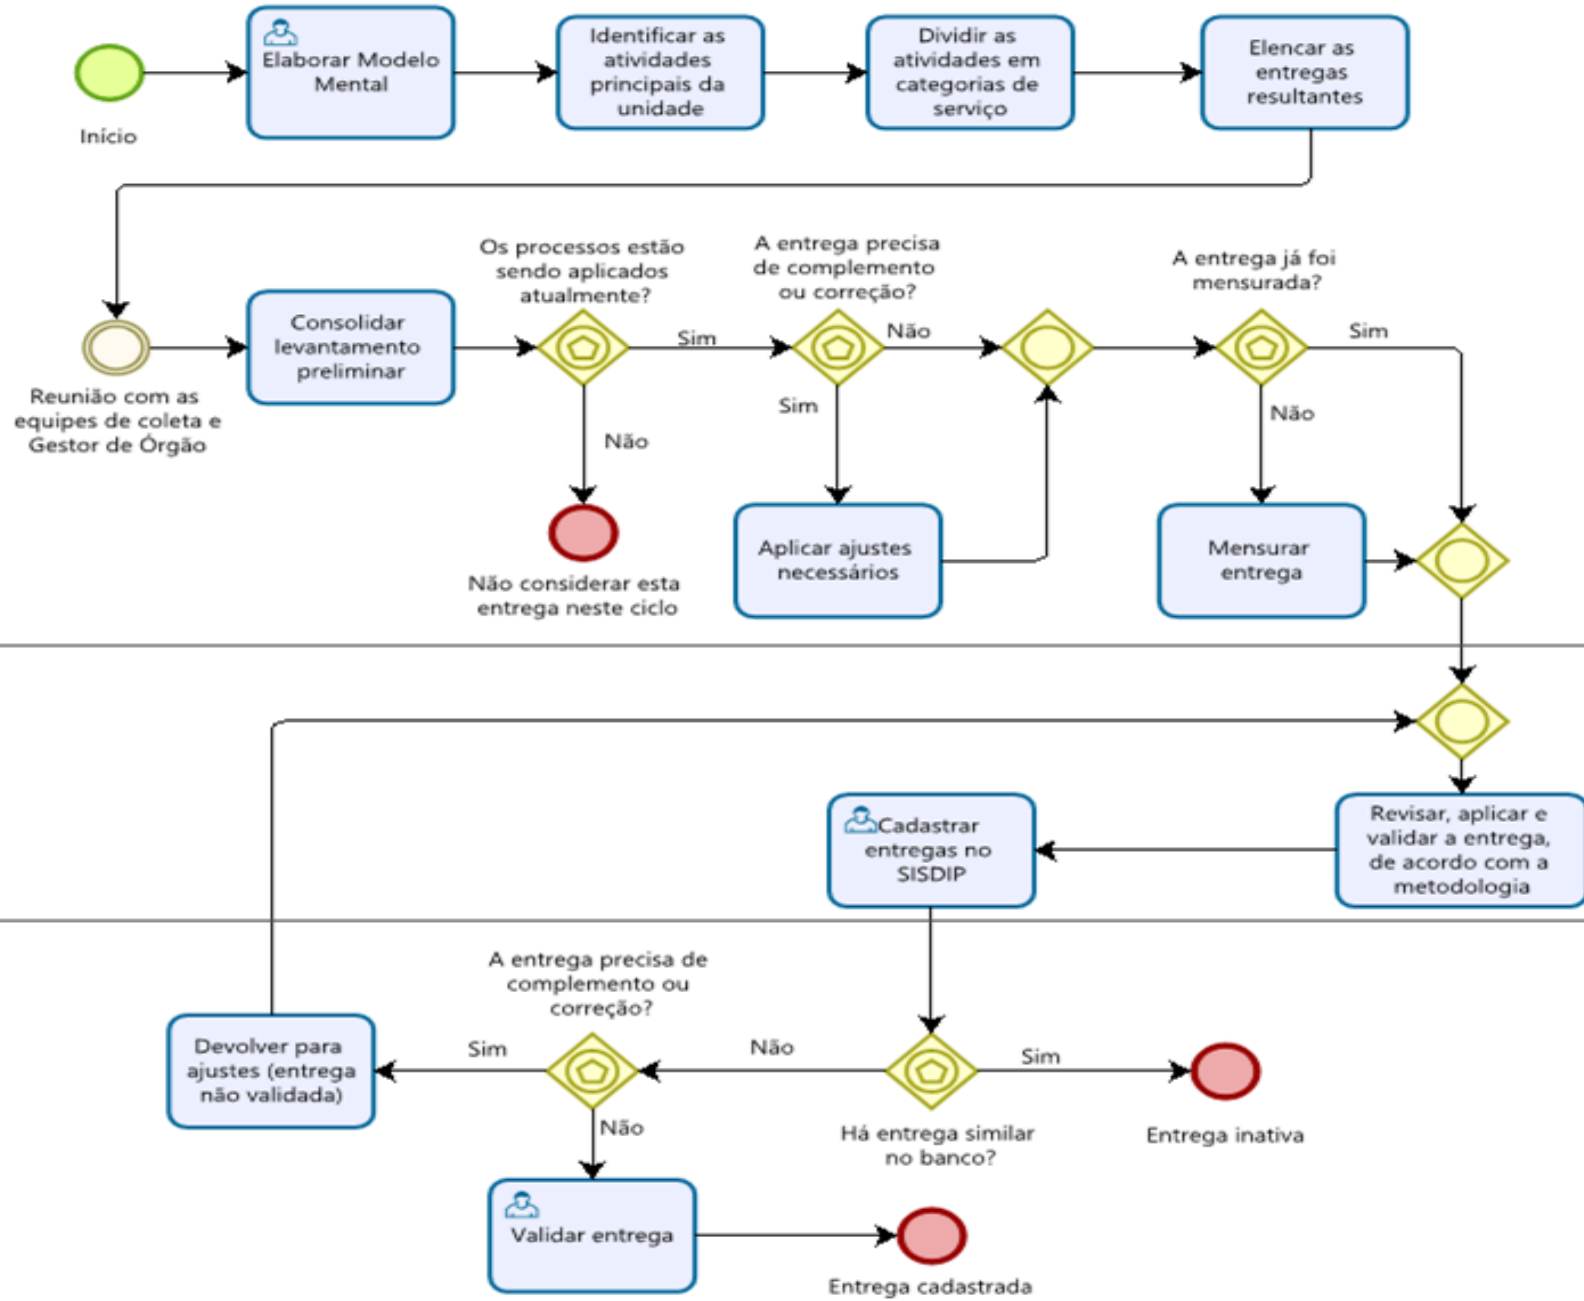 Elaborar Modelo
Mental
Identificar as
atividades
principais da
unidade
Dividir as
atividades em
categorias de
serviço
Elencar as
entregas
resultantes
Início
Os processos estão
sendo aplicados
atualmente?
A entrega precisa
de complemento
ou correção?
A entrega já foi
mensurada?
Consolidar
levantamento
preliminar
Sim
Não
Sim
Reunião com as
equipes de coleta e
Gestor de Órgão
Não
Sim
Não
Aplicar ajustes
necessários
Mensurar
entrega
Não considerar esta
entrega neste ciclo
Cadastrar
entregas no
SISDIP
Revisar, aplicar e
validar a entrega,
de acordo com a
metodologia
A entrega precisa de
complemento ou
correção?
Devolver para
ajustes (entrega
não validada)
Sim
Não
Sim
Não
Há entrega similar
no banco?
Entrega inativa
Validar entrega
Entrega cadastrada